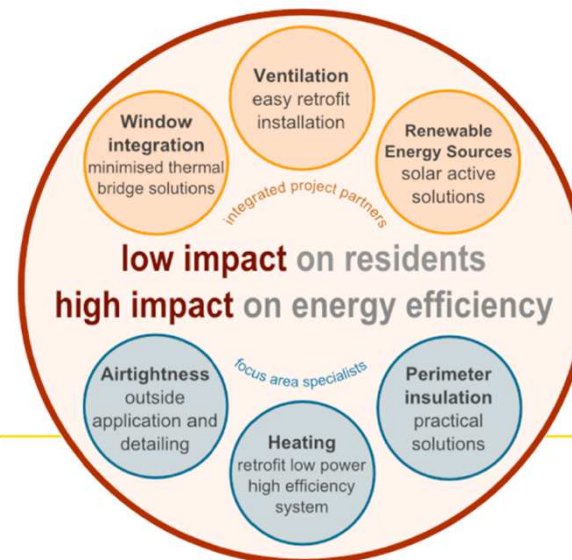 Ventilation
easy retrofit
installation
Window
integration
minimised thermal
bridge solutions
Renewable
Energy Sources
solar active
solutions
integrated project partners
low impact on residents
high impact on energy efficiency
focus area specialists
Airtightness
outside
application and
detailing
Heating
retrofit low power
high efficiency
system
Perimeter
insulation
practical
solutions